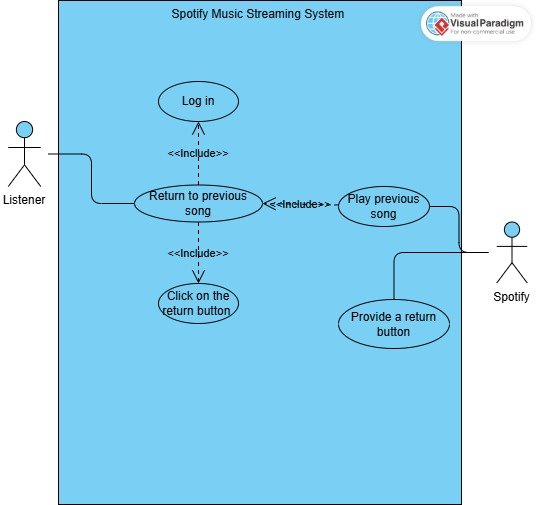 Spotify Music Streaming System
Made with
Visual Paradigm
For non-commercial use
Log in
<<Include>>
Listener
Return to previous
song
<<Include>>
Play previous
song
<<Include>>
Click on the
return button
Provide a return
button
Spotify